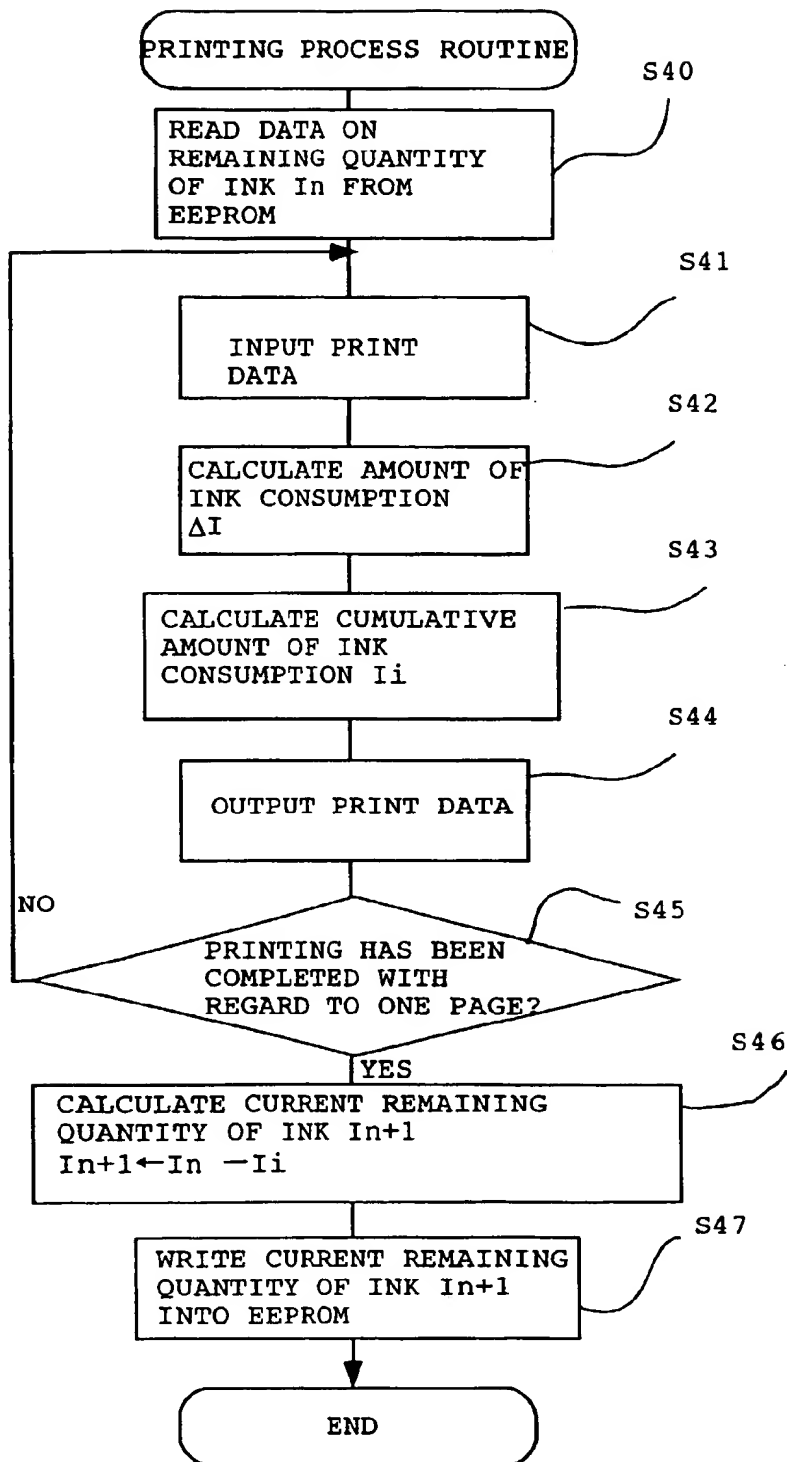 PRINTING PROCESS ROUTINE
S40
READ DATA ON
REMAINING QUANTITY
OF INK In FROM
EEPROM
S41
INPUT PRINT
DATA
S42
CALCULATE AMOUNT OF
INK CONSUMPTION
ΔI
S43
CALCULATE CUMULATIVE
AMOUNT OF INK
CONSUMPTION Ii
S44
OUTPUT PRINT DATA
NO
S45
PRINTING HAS BEEN
COMPLETED WITH
REGARD TO ONE PAGE?
YES
S46
CALCULATE CURRENT REMAINING
QUANTITY OF INK In+1
In+1←In −Ii
S47
WRITE CURRENT REMAINING
QUANTITY OF INK In+1
INTO EEPROM
END